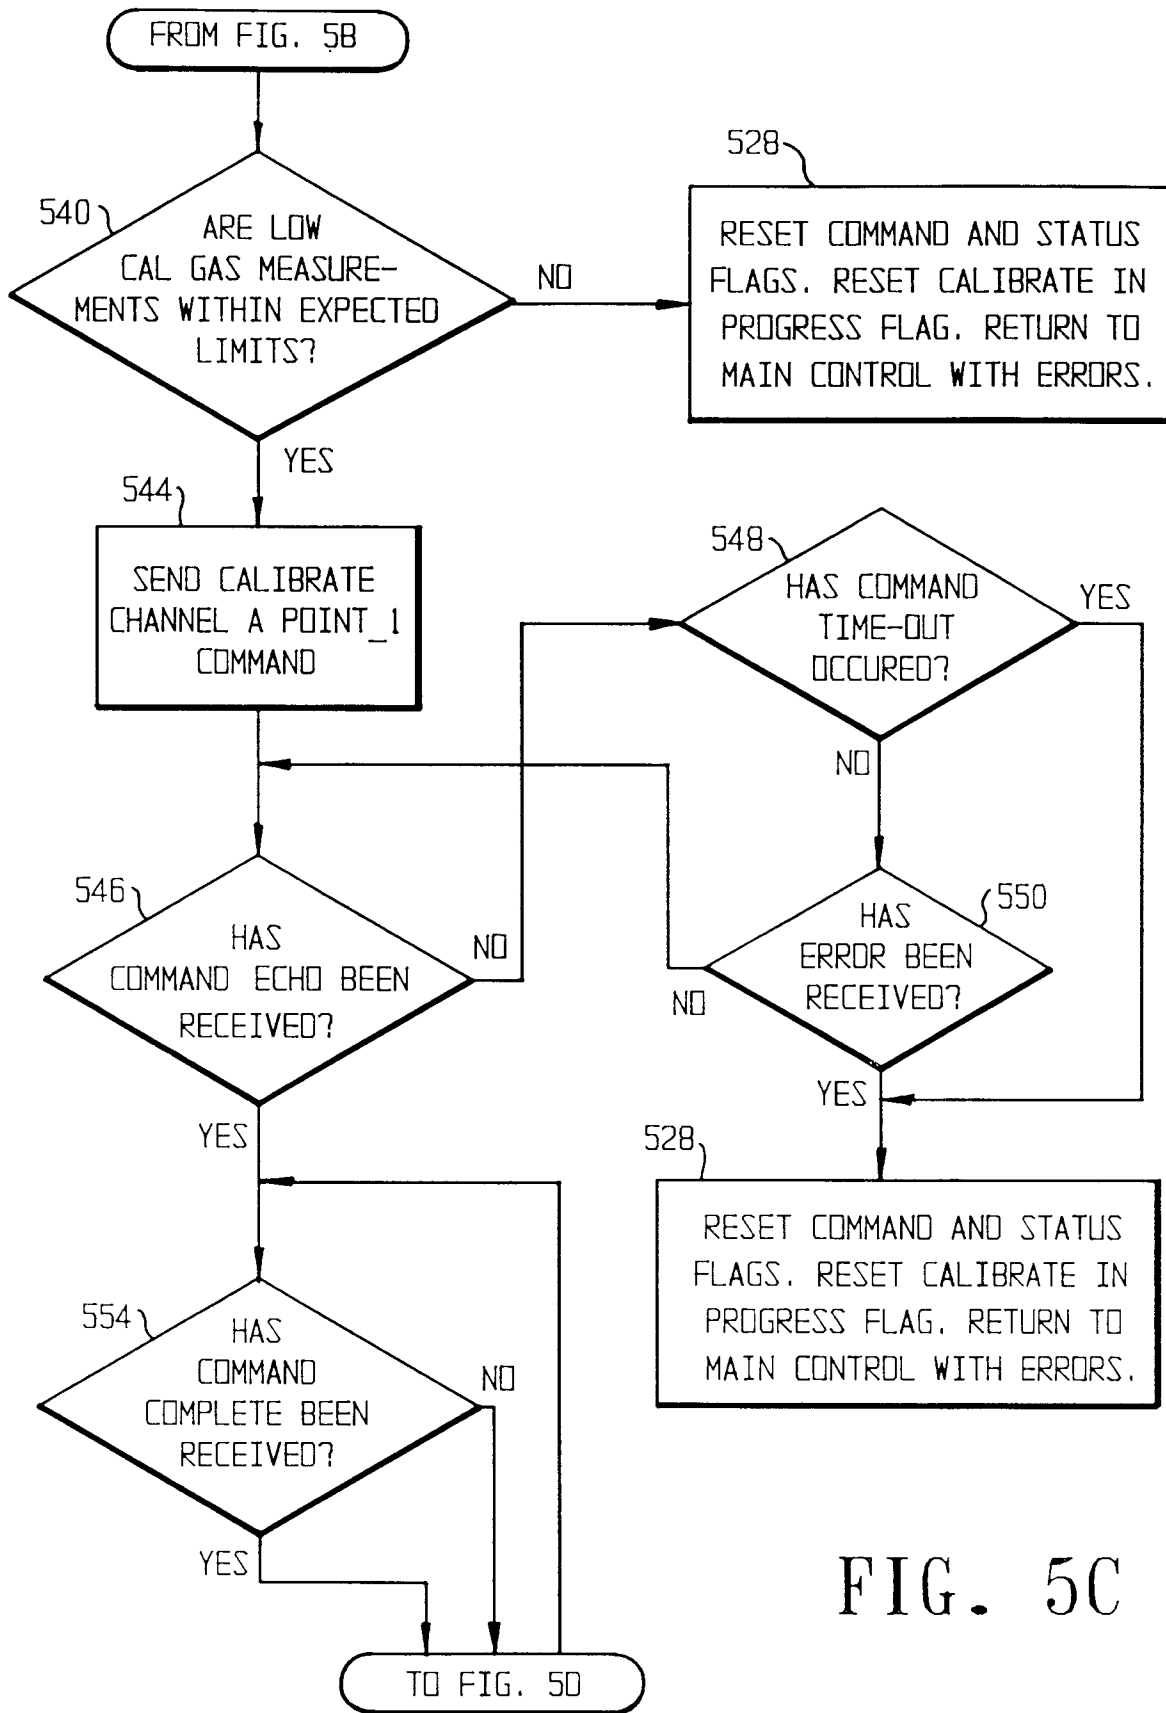 FROM FIG. 5B
540
ARE LOW
CAL GAS MEASURE-
MENTS WITHIN EXPECTED
LIMITS?
NO
528
RESET COMMAND AND STATUS
FLAGS. RESET CALIBRATE IN
PROGRESS FLAG. RETURN TO
MAIN CONTROL WITH ERRORS.
YES
544
SEND CALIBRATE
CHANNEL A POINT_1
COMMAND
548
HAS COMMAND
TIME-OUT
OCCURED?
YES
NO
546
HAS
COMMAND ECHO BEEN
RECEIVED?
NO
550
HAS
ERROR BEEN
RECEIVED?
NO
YES
YES
528
RESET COMMAND AND STATUS
FLAGS. RESET CALIBRATE IN
PROGRESS FLAG. RETURN TO
MAIN CONTROL WITH ERRORS.
554
HAS
COMMAND
COMPLETE BEEN
RECEIVED?
NO
YES
TO FIG. 5D
FIG. 5C